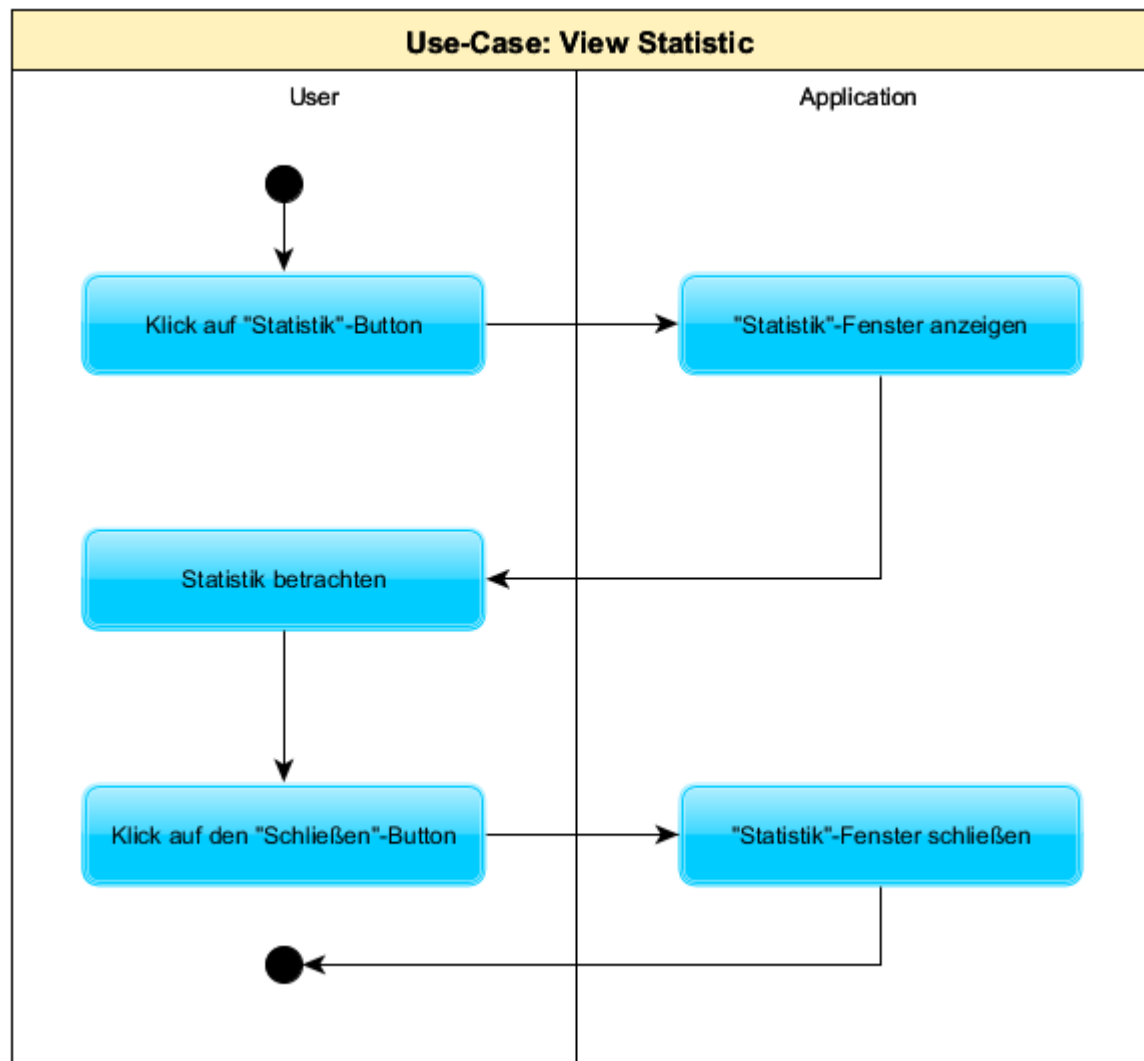 Use-Case: View Statistic
User
Application
Klick auf "Statistik"-Button
"Statistik"-Fenster anzeigen
Statistik betrachten
Klick auf den "Schließen"-Button
"Statistik"-Fenster schließen